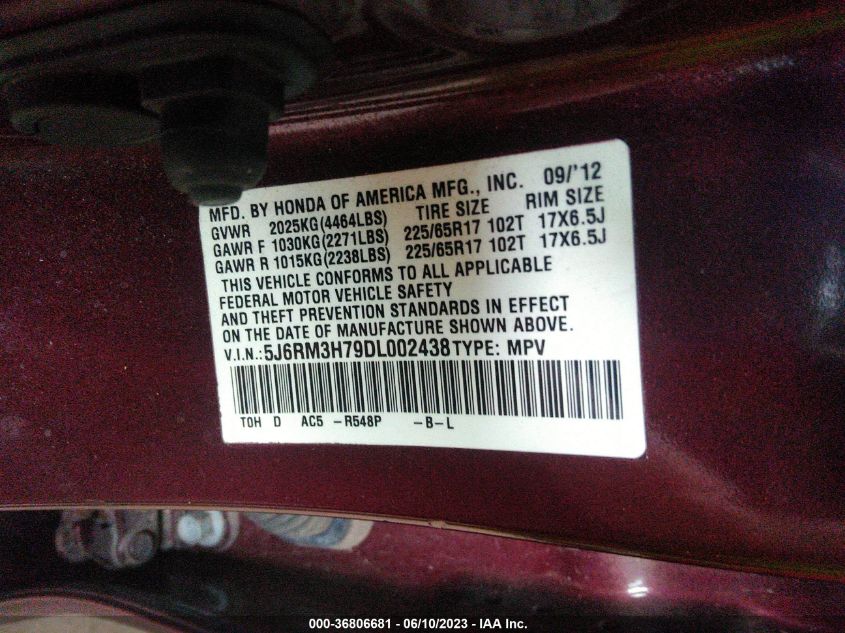 MFD. BY HONDA OF AMERICA MFG., INC. 09/'12
GVWR 2025KG(4464LBS) TIRE SIZE RIM SIZE
GAWR F 1030KG(2271LBS) 225/65R17 102T 17X6.5J
GAWR R 1015KG(2238LBS) 225/65R17 102T 17X6.5J
THIS VEHICLE CONFORMS TO ALL APPLICABLE
FEDERAL MOTOR VEHICLE SAFETY
AND THEFT PREVENTION STANDARDS IN EFFECT
ON THE DATE OF MANUFACTURE SHOWN ABOVE.
V.I.N.:5J6RM3H79DL002438 TYPE: MPV
TOH D AC5 -R548P -B-L
000-36806681 - 06/10/2023 - IAA Inc.